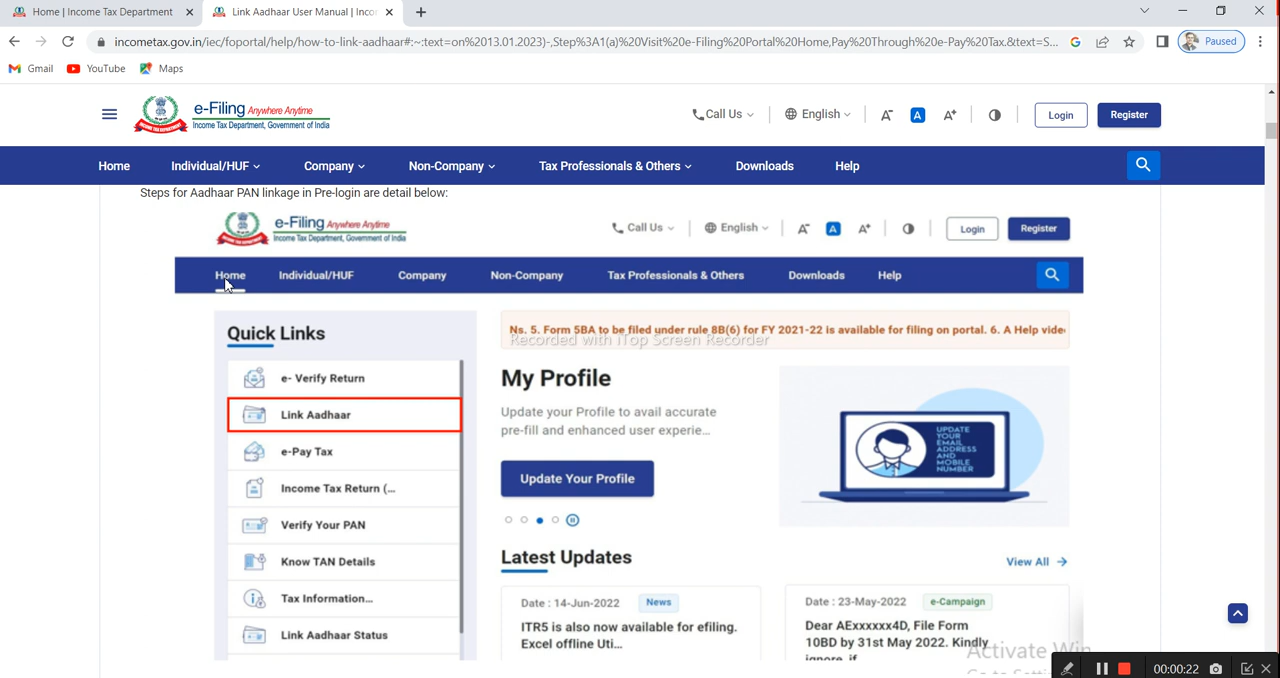 Home | Income Tax Department
Link Aadhaar User Manual | Inco
incometax.gov.in/iec/foportal/help/how-to-link-aadhaar#:~:text=on%2013.01.2023)-,Step%3A1(a)%20Visit%20e-Filing%20Portal%20Home,Pay%20Through%20e-Pay%20Tax.&text=S...
Paused
Gmail YouTube Maps
e-Filing Anywhere Anytime
Income Tax Department, Government of India
Call Us English A- A A+ Login Register
Home Individual/HUF Company Non-Company Tax Professionals & Others Downloads Help
Steps for Aadhaar PAN linkage in Pre-login are detail below:
e-Filing Anywhere Anytime
Income Tax Department, Government of India
Call Us English A- A A+ Login Register
Home Individual/HUF Company Non-Company Tax Professionals & Others Downloads Help
Quick Links
e- Verify Return
Link Aadhaar
e-Pay Tax
Income Tax Return (...
Verify Your PAN
Know TAN Details
Tax Information...
Link Aadhaar Status
Ns. 5. Form 5BA to be filed under rule 8B(6) for FY 2021-22 is available for filing on portal. 6. A Help vide
Recorded with iTop Screen Recorder
My Profile
Update your Profile to avail accurate
pre-fill and enhanced user experie...
Update Your Profile
UPDATE
YOUR
EMAIL
ADDRESS
AND
MOBILE
NUMBER
Latest Updates
View All
Date : 14-Jun-2022 News
ITR5 is also now available for efiling.
Excel offline Uti...
Date : 23-May-2022 e-Campaign
Dear AExxxxxx4D, File Form
10BD by 31st May 2022. Kindly
ignore, if
Activate Win
00:00:22